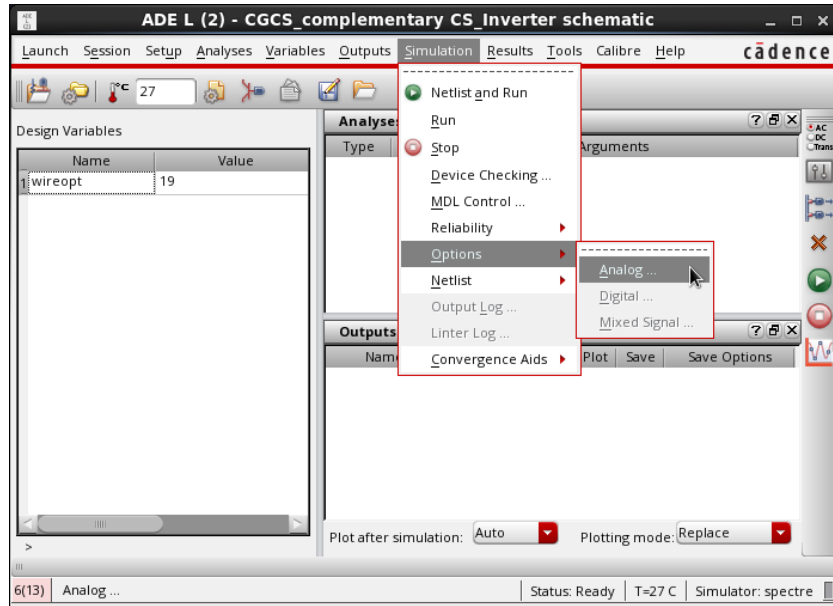 ADE L (2) - CGCS_complementary CS_Inverter schematic
Launch Session Setup Analyses Variables Outputs Simulation Results Tools Calibre Help cādence
°C 27
Design Variables
Name Value
1 wireopt 19
>
Netlist and Run
Run
Stop
Device Checking ...
MDL Control ...
Reliability
Options
Netlist
Output Log ...
Linter Log ...
Convergence Aids
Analog ...
Digital ...
Mixed Signal ...
Analyses ? X
Type Arguments
Outputs ? X
Plot Save Save Options
Plot after simulation: Auto Plotting mode: Replace
AC
DC
Trans
6(13) Analog ... Status: Ready T=27 C Simulator: spectre